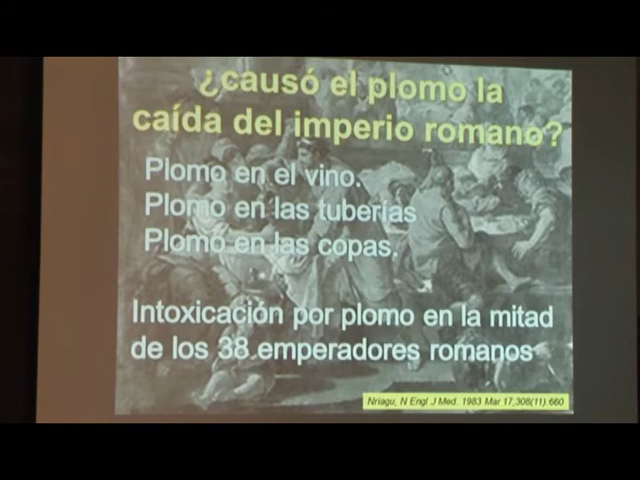 ¿causó el plomo la
caída del imperio romano?
Plomo en el vino.
Plomo en las tuberías
Plomo en las copas.
Intoxicación por plomo en la mitad
de los 38 emperadores romanos
Nriagu, N Engl J Med. 1983 Mar 17,308(11).660